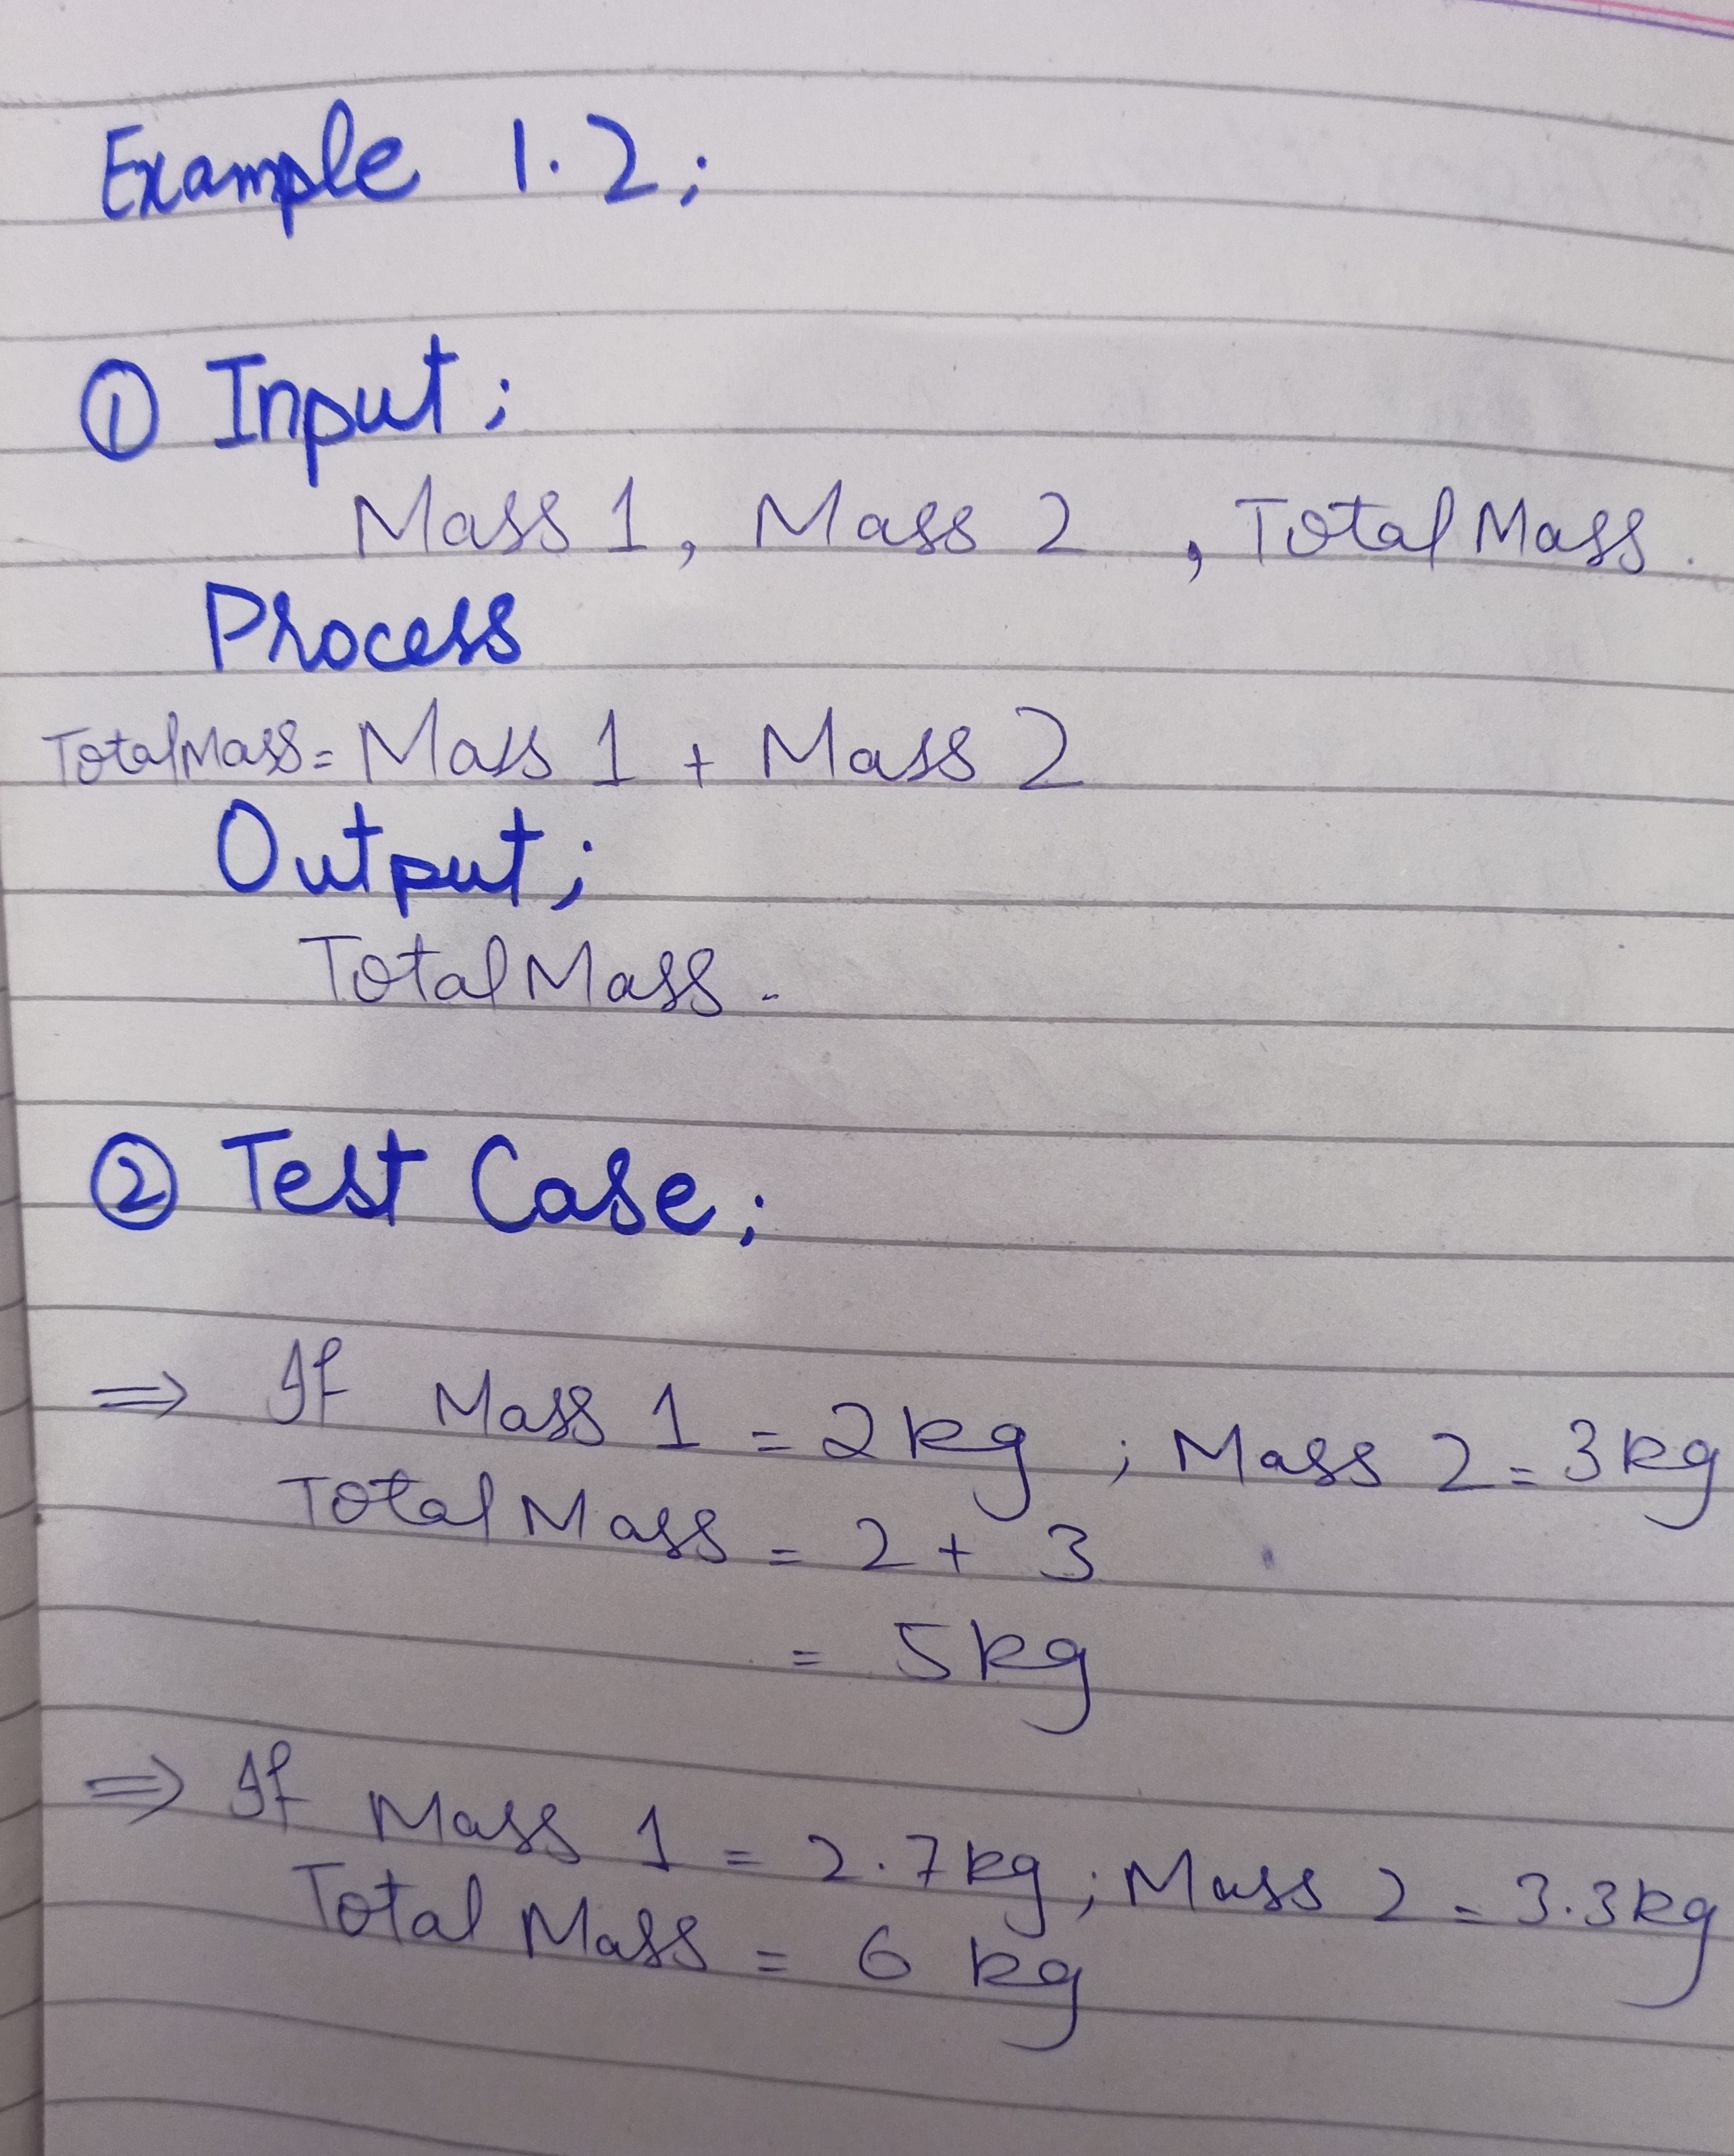 Example 1.2;
① Input;
Mass 1, Mass 2 , Total Mass.
Process
Total Mass = Mass 1 + Mass 2
Output;
Total Mass.
② Test Case;
⇒ If Mass 1 = 2kg ; Mass 2 = 3kg
Total Mass = 2 + 3
= 5kg
⇒ If Mass 1 = 2.7kg ; Mass 2 = 3.3kg
Total Mass = 6 kg